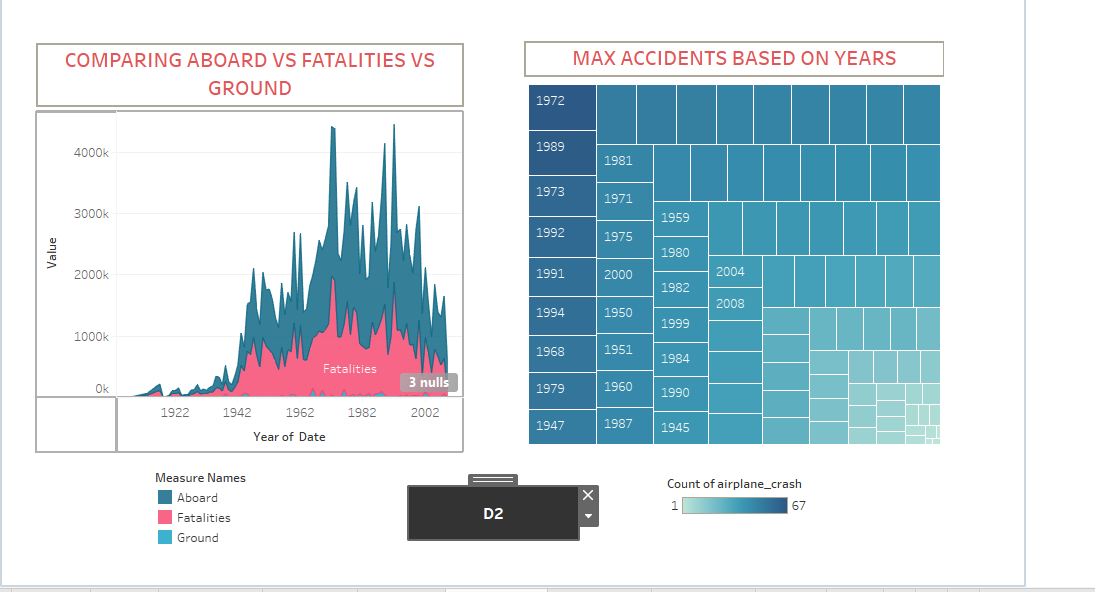 COMPARING ABOARD VS FATALITIES VS
GROUND
MAX ACCIDENTS BASED ON YEARS
4000k
3000k
2000k
1000k
0k
Value
Fatalities
3 nulls
1922
1942
1962
1982
2002
Year of Date
1972
1989
1973
1992
1991
1994
1968
1979
1947
1981
1971
1975
2000
1950
1951
1960
1987
1959
1980
1982
1999
1984
1990
1945
2004
2008
Measure Names
Aboard
Fatalities
Ground
D2
Count of airplane_crash
1
67